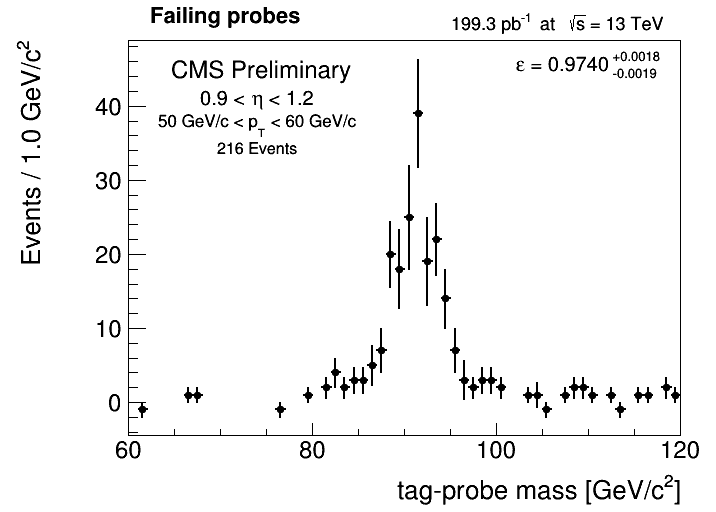 Failing probes
199.3 pb⁻¹ at √s = 13 TeV
CMS Preliminary
0.9 < η < 1.2
50 GeV/c < p_T < 60 GeV/c
216 Events
ε = 0.9740 +0.0018 -0.0019
Events / 1.0 GeV/c²
40
30
20
10
0
60 80 100 120
tag-probe mass [GeV/c²]